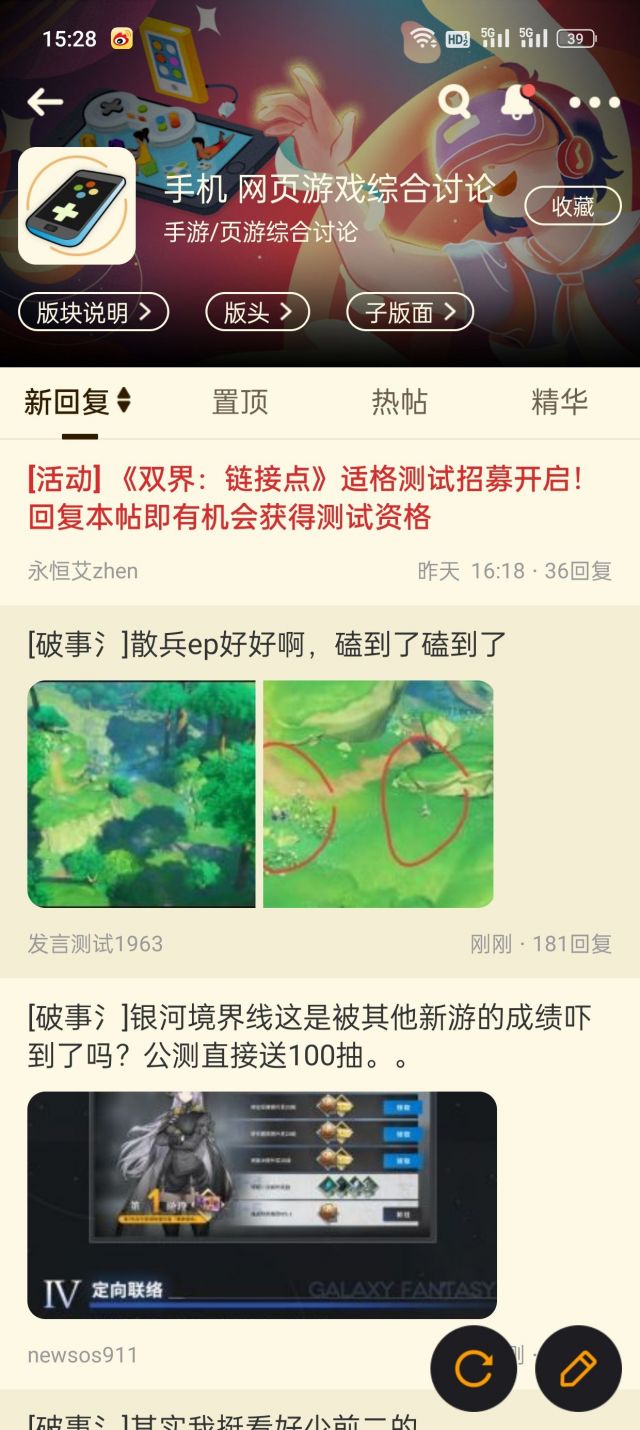 15:28
HD2 5G 5G 39
手机 网页游戏综合讨论
手游/页游综合讨论
收藏
版块说明
版头
子版面
新回复 置顶 热帖 精华
[活动] 《双界：链接点》适格测试招募开启！
回复本帖即有机会获得测试资格
永恒艾zhen 昨天 16:18 · 36回复
[破事氵]散兵ep好好啊，磕到了磕到了
发言测试1963 刚刚 · 181回复
[破事氵]银河境界线这是被其他新游的成绩吓
到了吗？公测直接送100抽。。
第1阶段
IV 定向联络 GALAXY FANTASY
newsos911
[破事氵]其实我挺看好少前二的